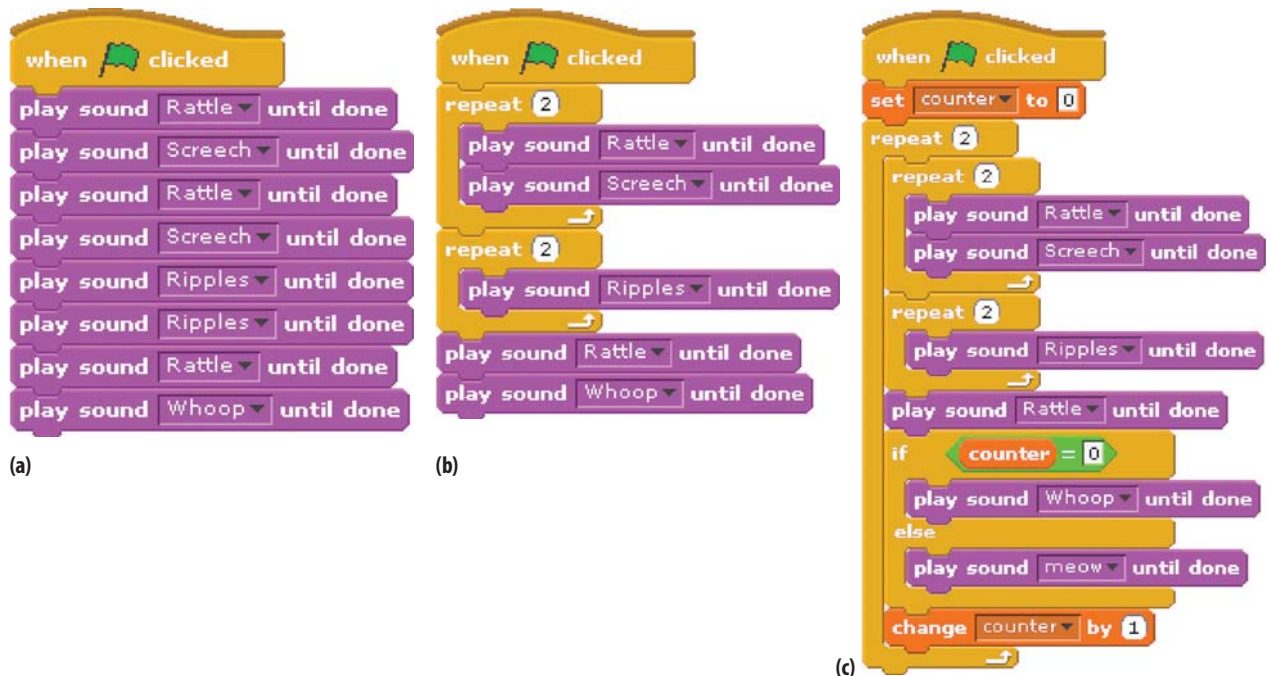 when clicked
play sound Rattle until done
play sound Screech until done
play sound Rattle until done
play sound Screech until done
play sound Ripples until done
play sound Ripples until done
play sound Rattle until done
play sound Whoop until done
(a)
when clicked
repeat 2
play sound Rattle until done
play sound Screech until done
repeat 2
play sound Ripples until done
play sound Rattle until done
play sound Whoop until done
(b)
when clicked
set counter to 0
repeat 2
repeat 2
play sound Rattle until done
play sound Screech until done
repeat 2
play sound Ripples until done
play sound Rattle until done
if counter = 0
play sound Whoop until done
else
play sound meow until done
change counter by 1
(c)